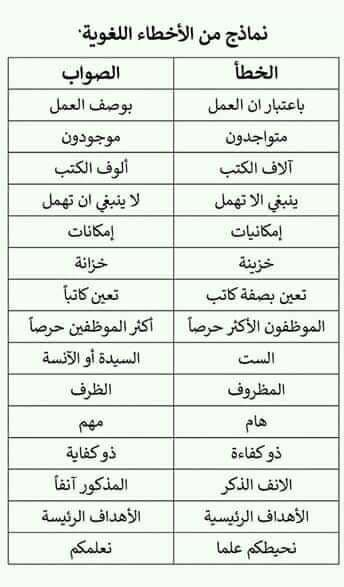 نماذج من الأخطاء اللغوية.
الخطأ الصواب
باعتبار ان العمل بوصف العمل
متواجدون موجودون
آلاف الكتب ألوف الكتب
ينبغي الا تهمل لا ينبغي ان تهمل
إمكانيات إمكانات
خزينة خزانة
تعين بصفة كاتب تعين كاتباً
الموظفون الأكثر حرصاً أكثر الموظفين حرصاً
الست السيدة أو الآنسة
المظروف الظرف
هام مهم
ذو كفاءة ذو كفاية
الانف الذكر المذكور آنفاً
الأهداف الرئيسية الأهداف الرئيسة
نحيطكم علما نعلمكم